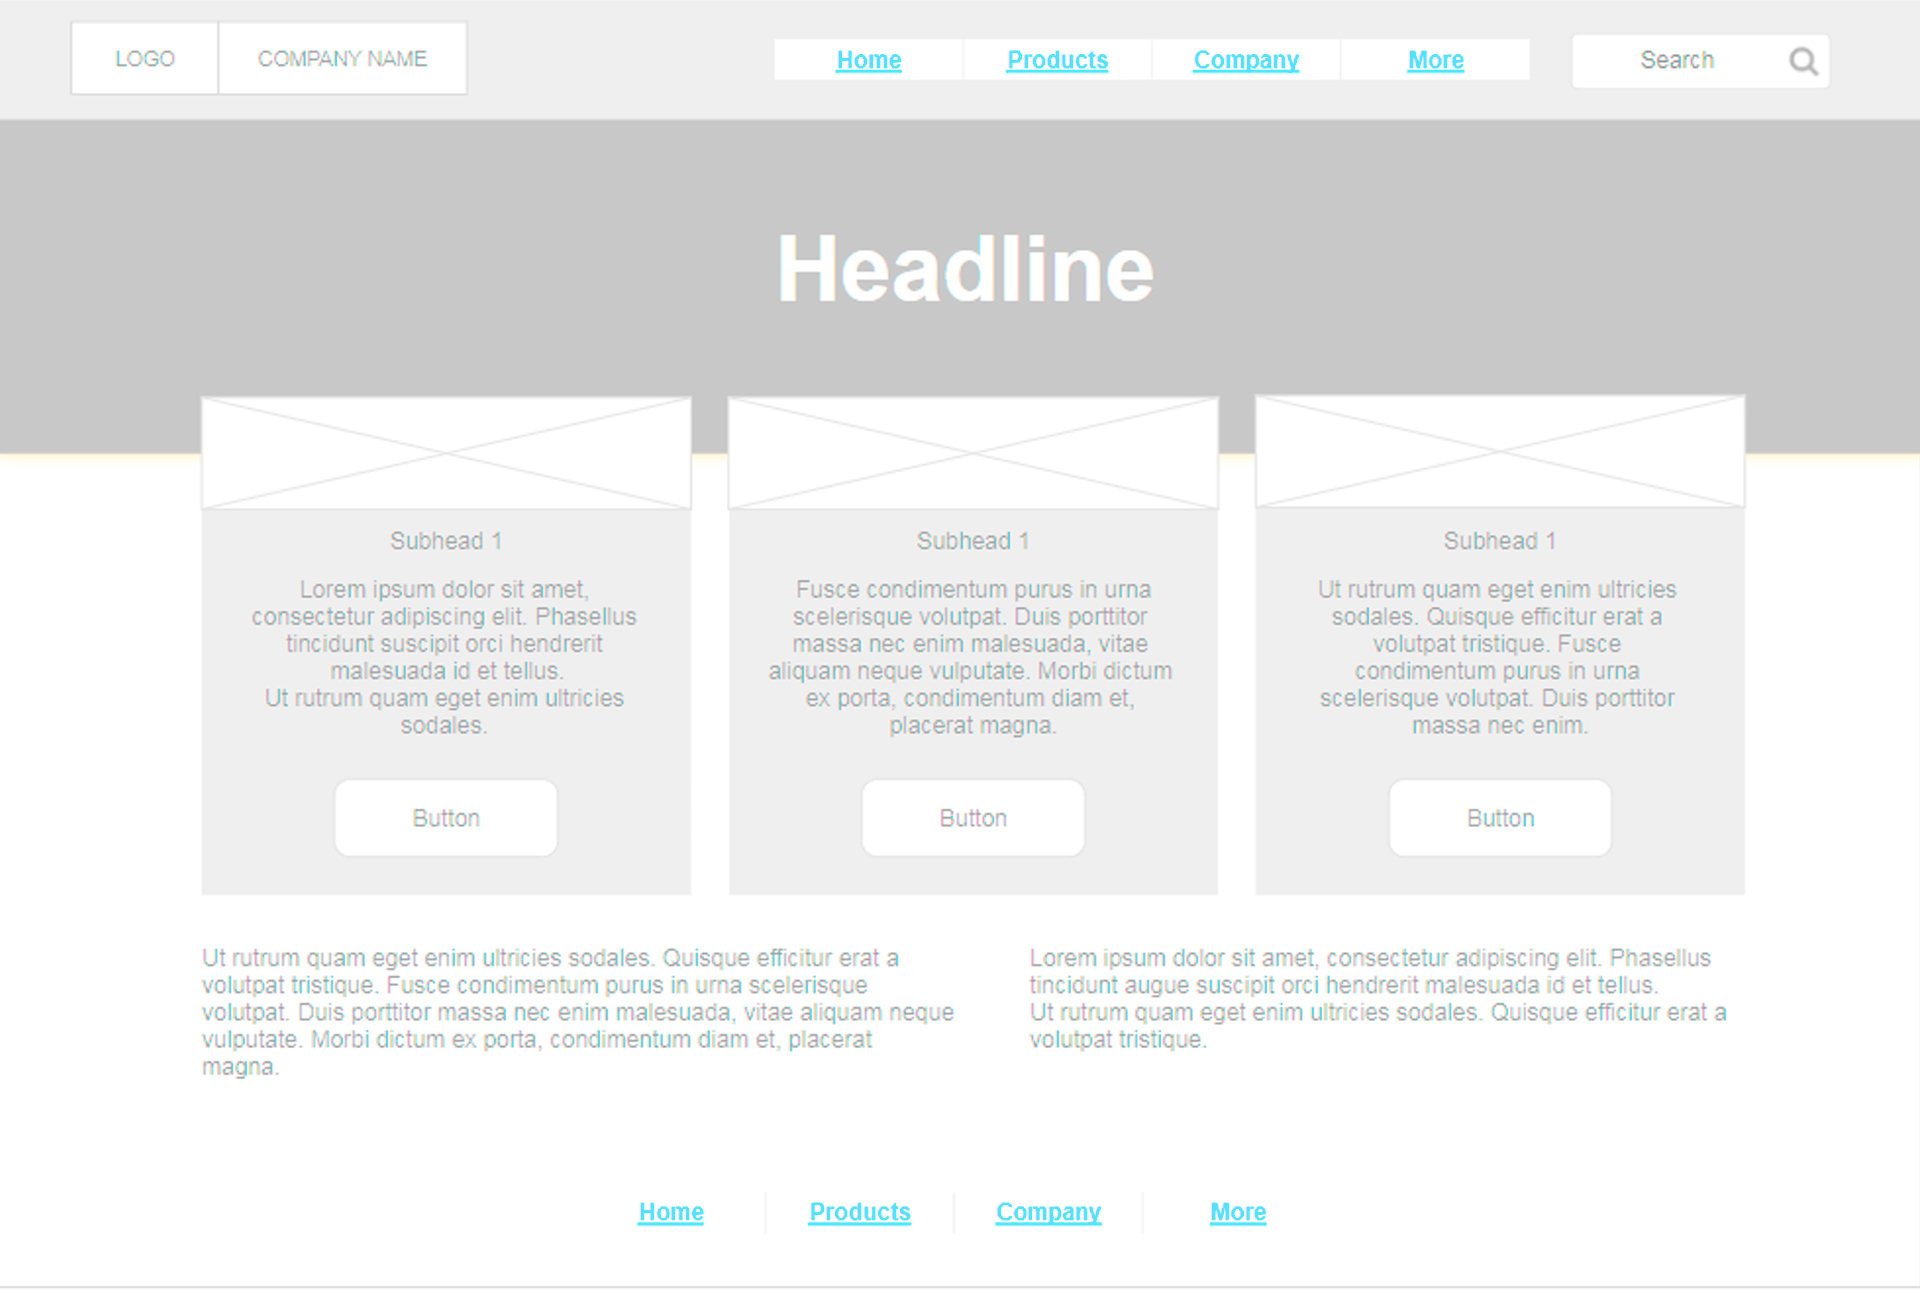 LOGO COMPANY NAME Home Products Company More Search
Headline
Subhead 1
Lorem ipsum dolor sit amet,
consectetur adipiscing elit. Phasellus
tincidunt suscipit orci hendrerit
malesuada id et tellus.
Ut rutrum quam eget enim ultricies
sodales.
Button
Subhead 1
Fusce condimentum purus in urna
scelerisque volutpat. Duis porttitor
massa nec enim malesuada, vitae
aliquam neque vulputate. Morbi dictum
ex porta, condimentum diam et,
placerat magna.
Button
Subhead 1
Ut rutrum quam eget enim ultricies
sodales. Quisque efficitur erat a
volutpat tristique. Fusce
condimentum purus in urna
scelerisque volutpat. Duis porttitor
massa nec enim.
Button
Ut rutrum quam eget enim ultricies sodales. Quisque efficitur erat a
volutpat tristique. Fusce condimentum purus in urna scelerisque
volutpat. Duis porttitor massa nec enim malesuada, vitae aliquam neque
vulputate. Morbi dictum ex porta, condimentum diam et, placerat
magna.
Lorem ipsum dolor sit amet, consectetur adipiscing elit. Phasellus
tincidunt augue suscipit orci hendrerit malesuada id et tellus.
Ut rutrum quam eget enim ultricies sodales. Quisque efficitur erat a
volutpat tristique.
Home Products Company More